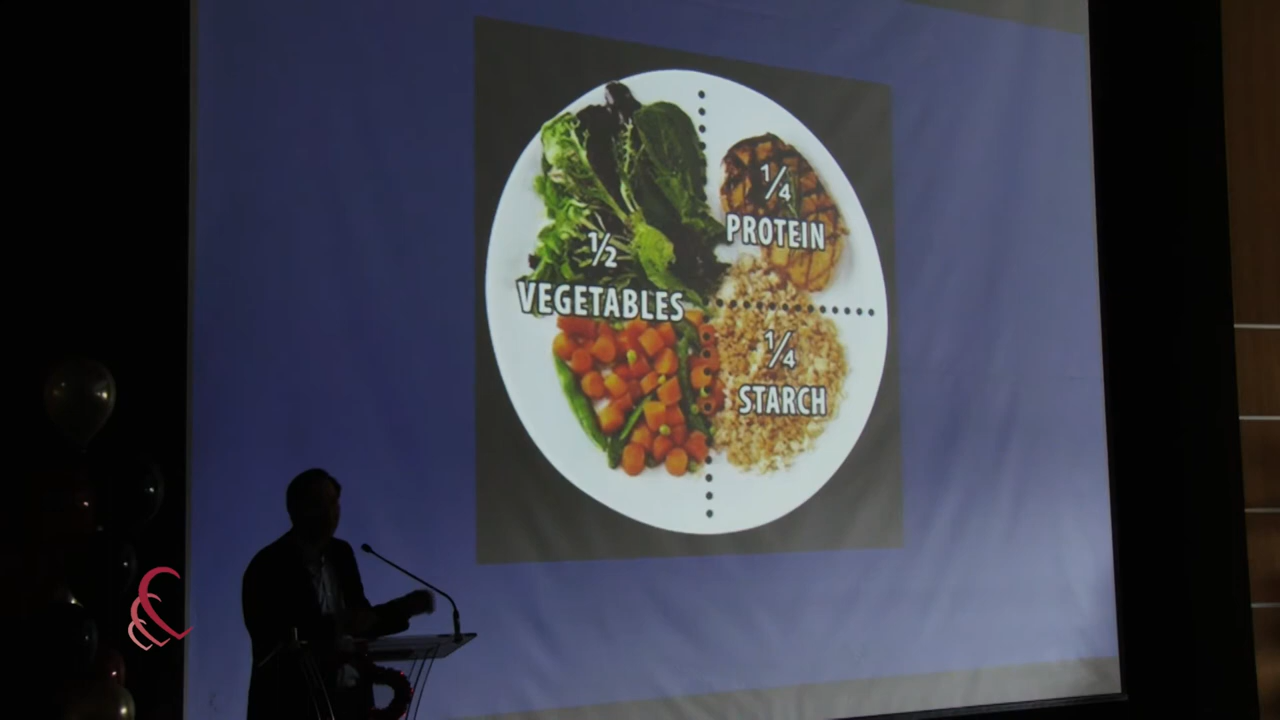 ½
VEGETABLES
¼
PROTEIN
¼
STARCH